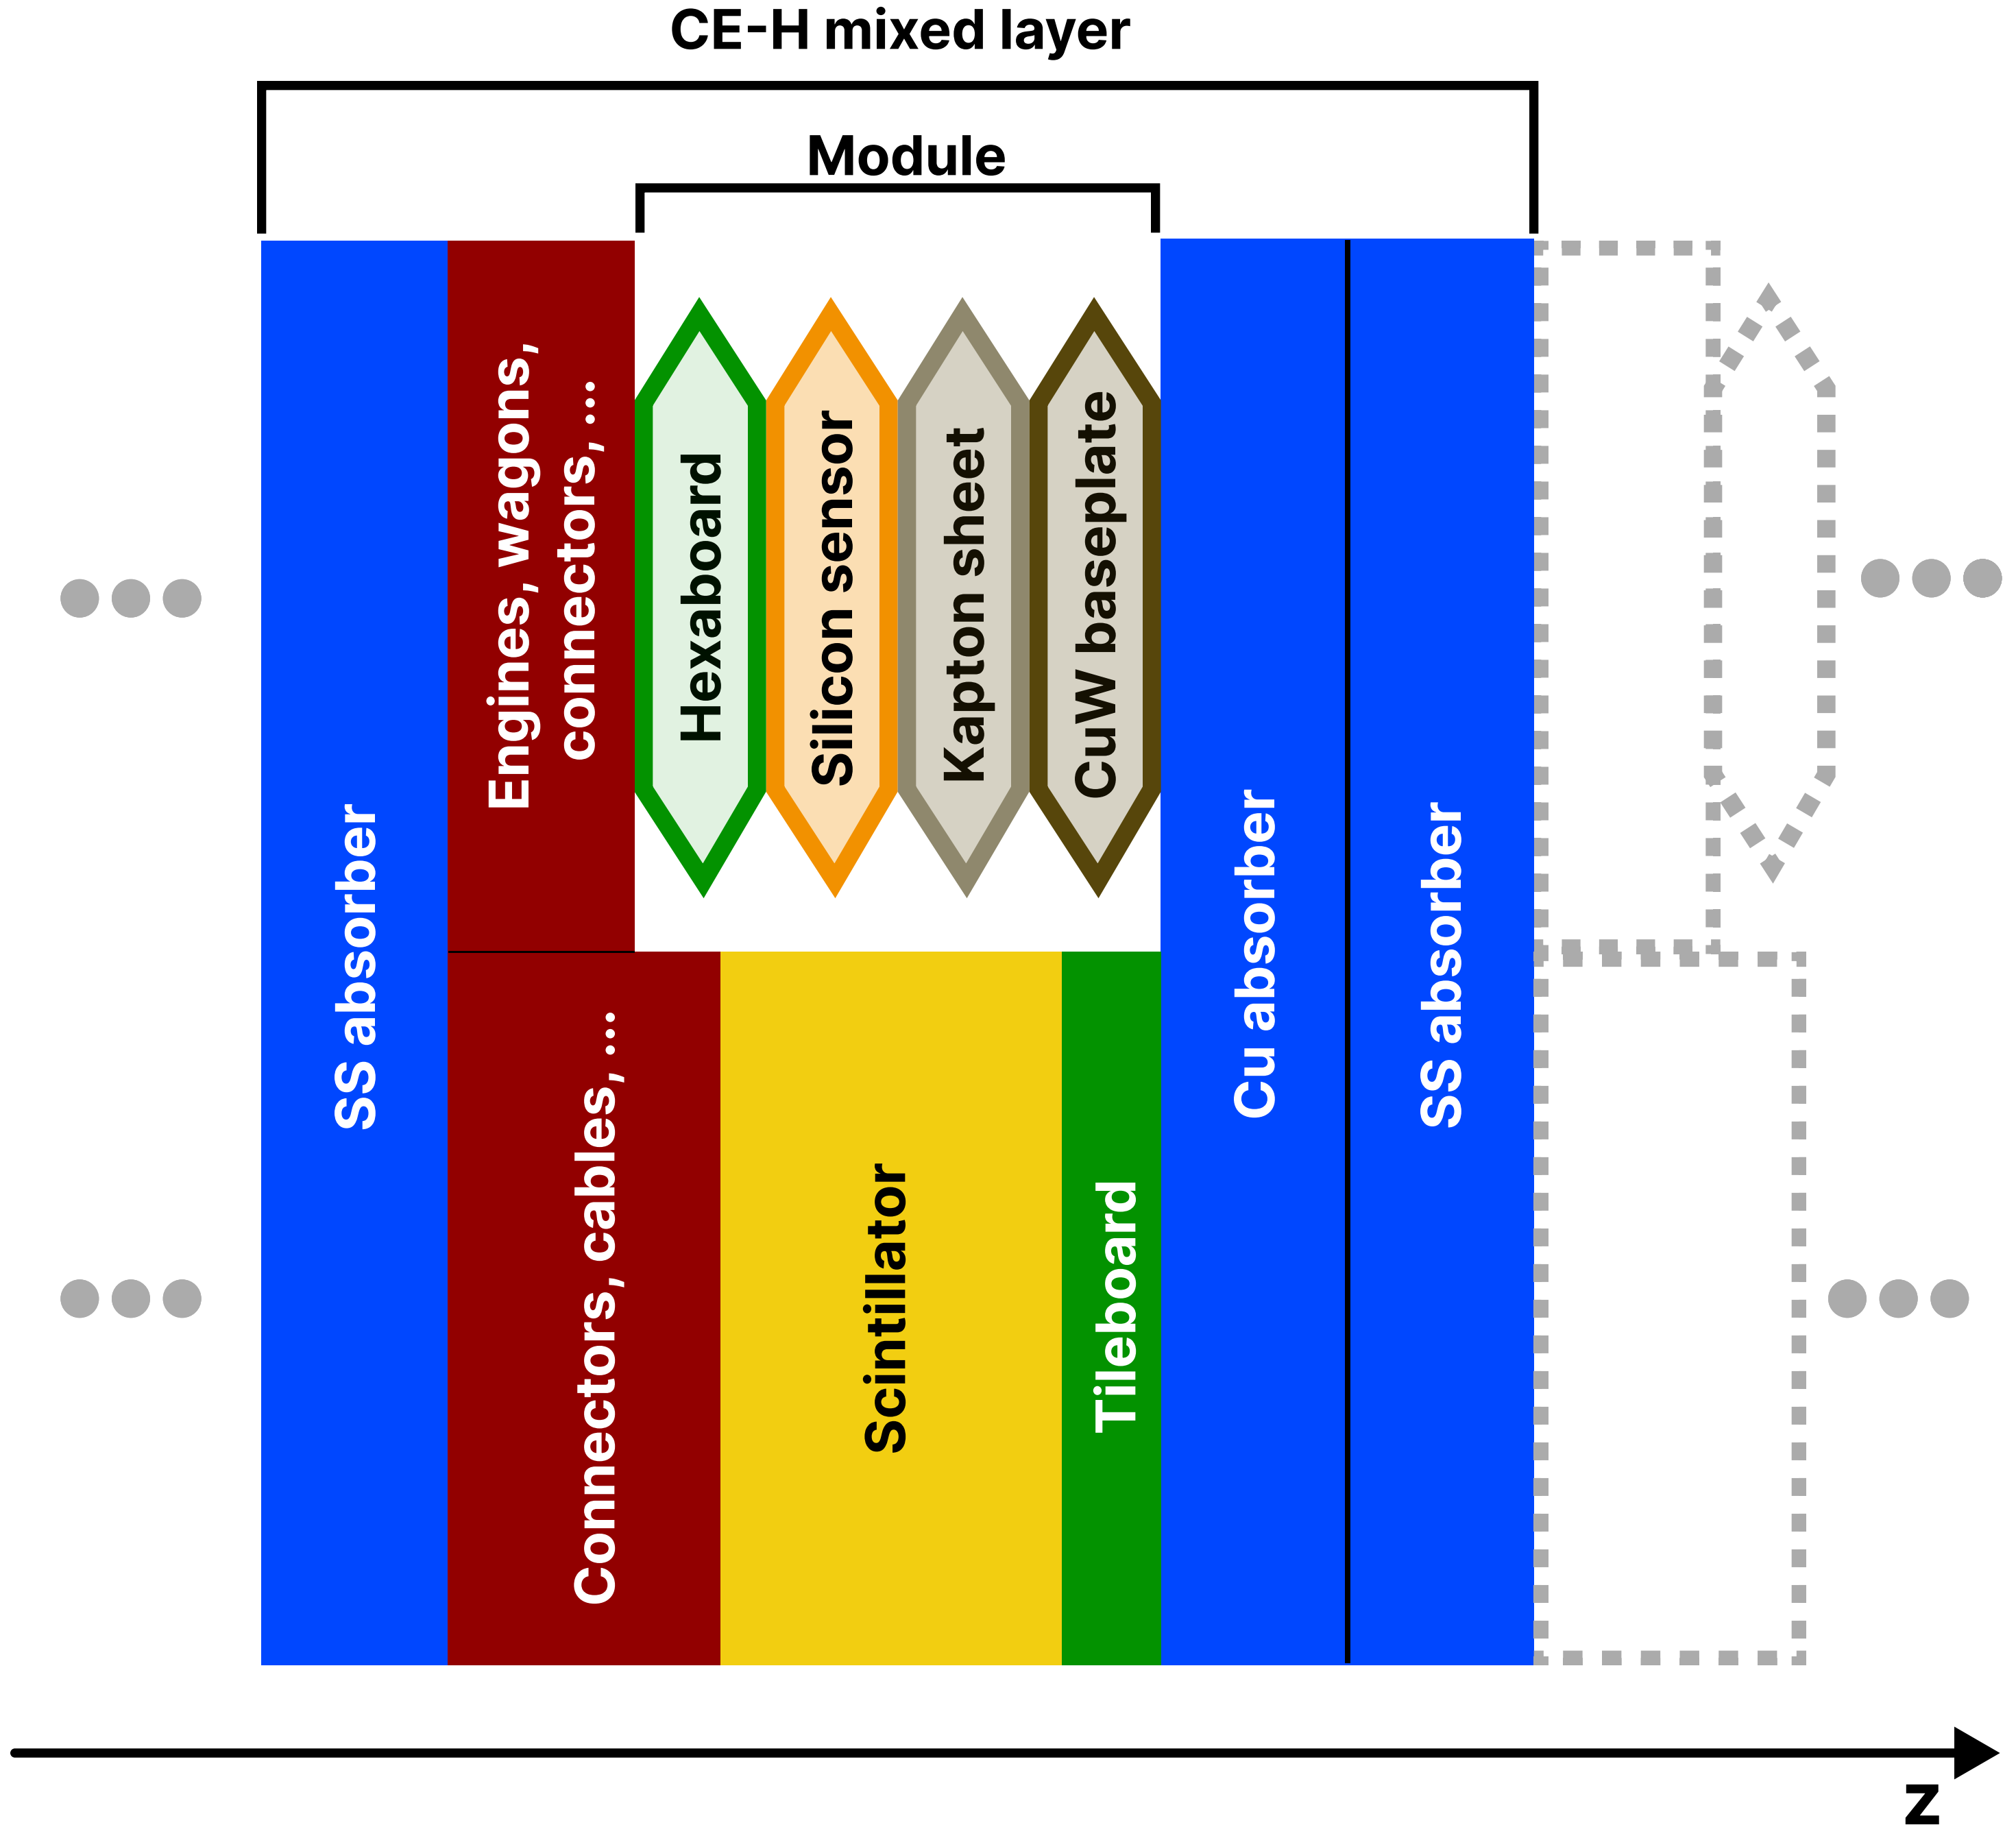 CE-H mixed layer
Module
SS absorber
Engines, wagons,
connectors, ...
Hexaboard
Silicon sensor
Kapton sheet
CuW baseplate
Cu absorber
SS absorber
Connectors, cables, ...
Scintillator
Tileboard
z